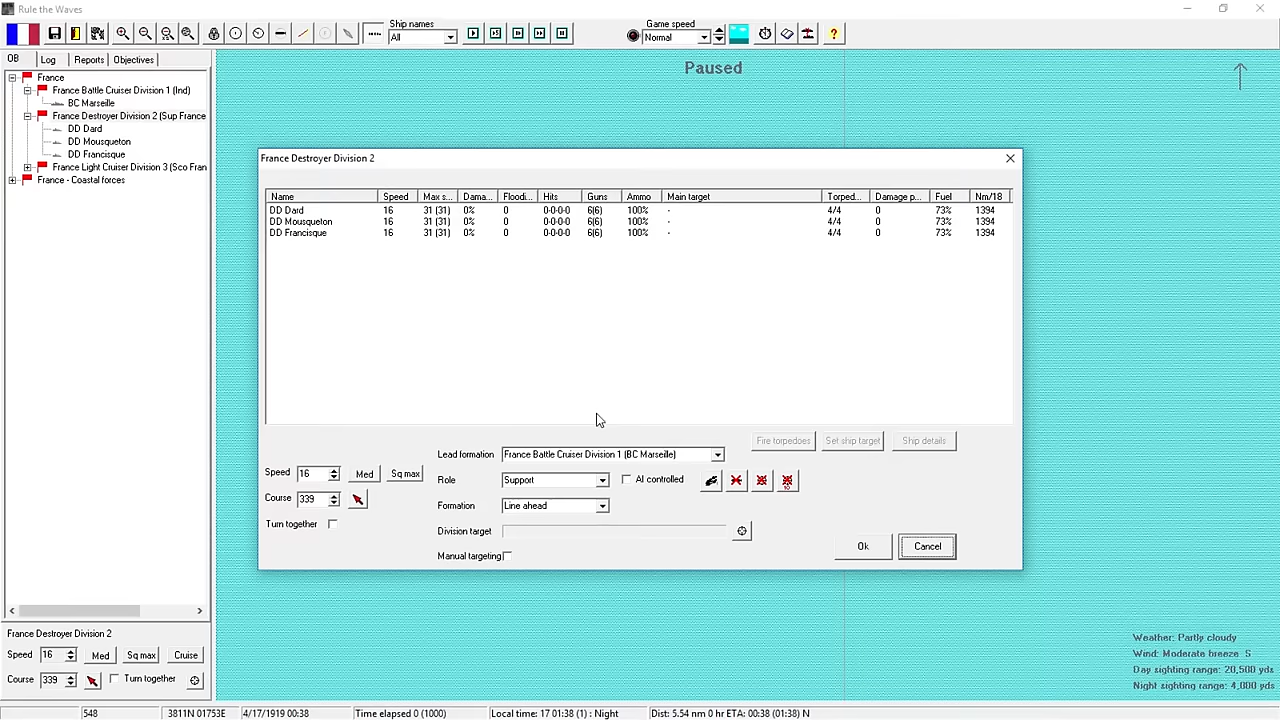 Rule the Waves
Ship names
All
Game speed
Normal
OB Log Reports Objectives
Paused
France
France Battle Cruiser Division 1 (Ind)
BC Marseille
France Destroyer Division 2 (Sup France
DD Dard
DD Mousqueton
DD Francisque
France Light Cruiser Division 3 (Sco Fran
France - Coastal forces
France Destroyer Division 2
Name Speed Max s... Dama... Floodi... Hits Guns Ammo Main target Torped... Damage p... Fuel Nm/18
DD Dard 16 31 (31) 0% 0 0-0-0-0 6(6) 100% - 4/4 0 73% 1394
DD Mousqueton 16 31 (31) 0% 0 0-0-0-0 6(6) 100% - 4/4 0 73% 1394
DD Francisque 16 31 (31) 0% 0 0-0-0-0 6(6) 100% - 4/4 0 73% 1394
Fire torpedoes Set ship target Ship details
Lead formation France Battle Cruiser Division 1 (BC Marseille)
Speed 16 Med Sq max
Role Support AI controlled
Course 339
Formation Line ahead
Turn together
Division target
Manual targeting
Ok Cancel
France Destroyer Division 2
Speed 16 Med Sq max Cruise
Course 339 Turn together
Weather: Partly cloudy
Wind: Moderate breeze S
Day sighting range: 20,500 yds
Night sighting range: 4,000 yds
548 3811N 01753E 4/17/1919 00:38 Time elapsed 0 (1000) Local time: 17 01:38 (1) : Night Dist: 5.54 nm 0 hr ETA: 00:38 (01:38) N